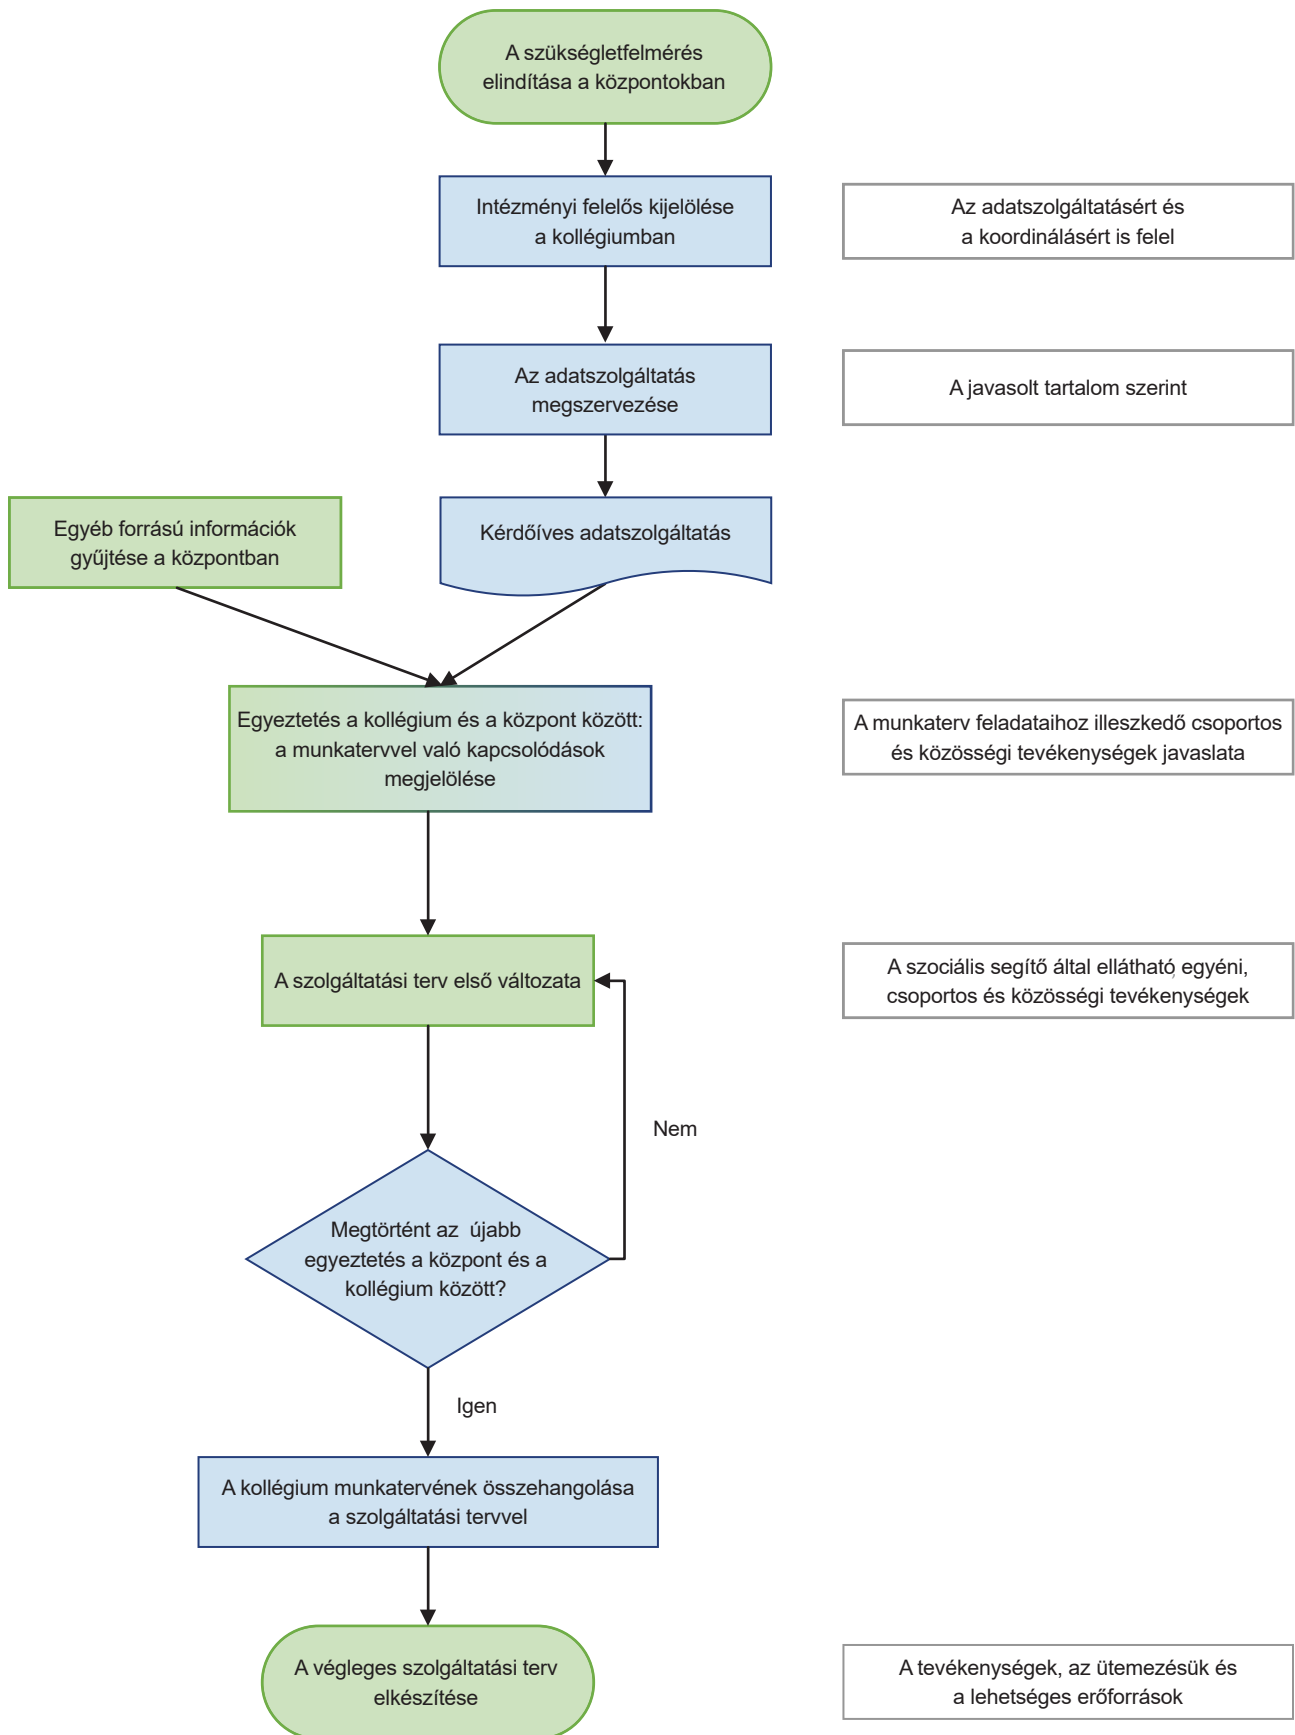 A szükségletfelmérés
elindítása a központokban
Intézményi felelős kijelölése
a kollégiumban
Az adatszolgáltatásért és
a koordinálásért is felel
Az adatszolgáltatás
megszervezése
A javasolt tartalom szerint
Egyéb forrású információk
gyűjtése a központban
Kérdőíves adatszolgáltatás
Egyeztetés a kollégium és a központ között:
a munkatervvel való kapcsolódások
megjelölése
A munkaterv feladataihoz illeszkedő csoportos
és közösségi tevékenységek javaslata
A szolgáltatási terv első változata
A szociális segítő által ellátható egyéni,
csoportos és közösségi tevékenységek
Nem
Megtörtént az újabb
egyeztetés a központ és a
kollégium között?
Igen
A kollégium munkatervének összehangolása
a szolgáltatási tervvel
A végleges szolgáltatási terv
elkészítése
A tevékenységek, az ütemezésük és
a lehetséges erőforrások